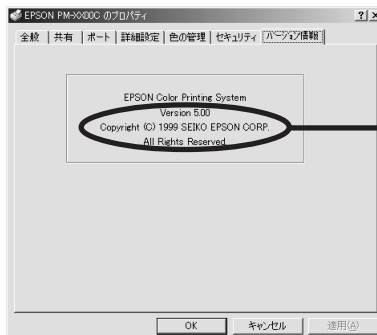 EPSON PM-XX00C のプロパティ
全般 共有 ポート 詳細設定 色の管理 セキュリティ バージョン情報
EPSON Color Printing System
Version 5.00
Copyright (C) 1999 SEIKO EPSON CORP.
All Rights Reserved
OK キャンセル 適用(A)